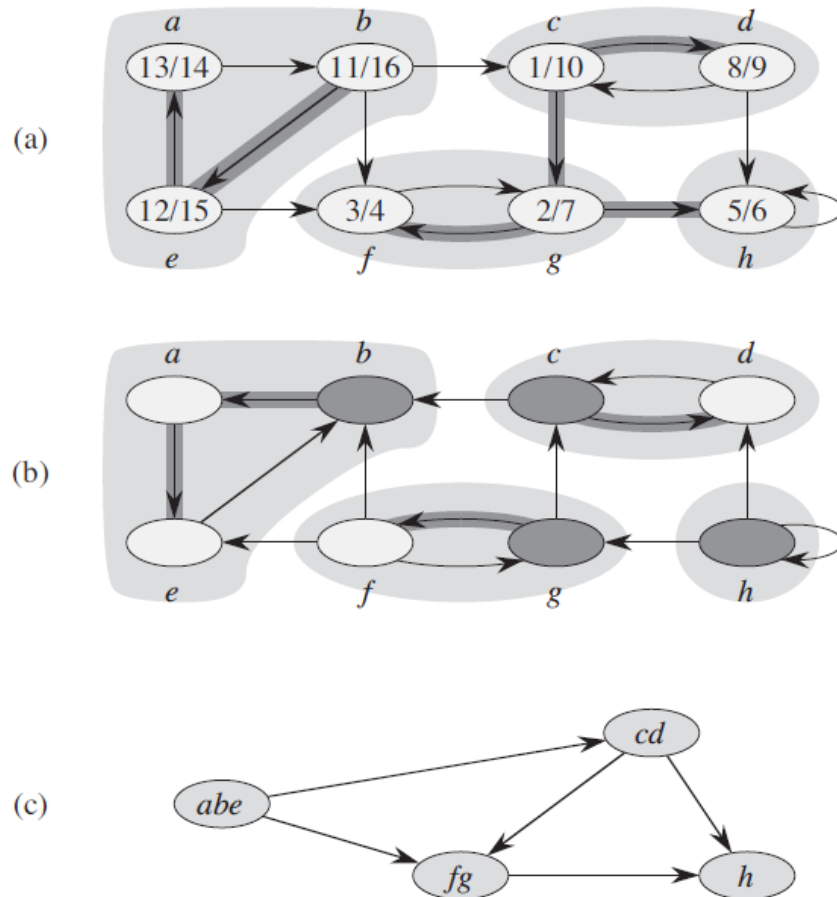 a b c d
13/14 11/16 1/10 8/9
(a)
12/15 3/4 2/7 5/6
e f g h
a b c d
(b)
e f g h
cd
(c) abe
fg h